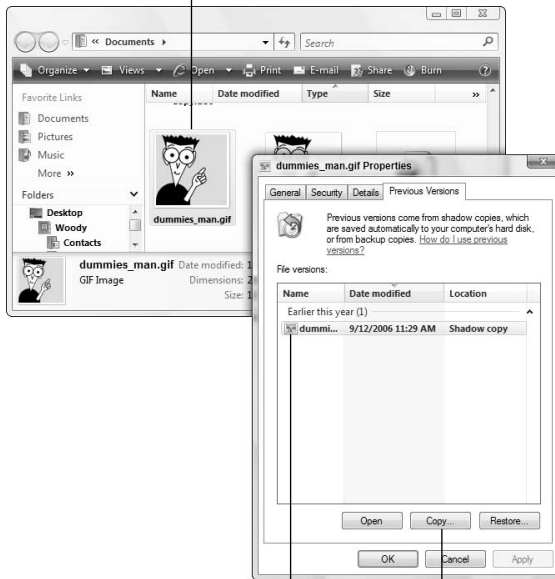 « Documents ▸
Search
Organize Views Open Print E-mail Share Burn
Favorite Links
Documents
Pictures
Music
More »
Folders
Desktop
Woody
Contacts
Name Date modified Type Size »
dummies_man.gif
dummies_man.gif Date modified: 1
GIF Image Dimensions: 2
Size: 1
dummies_man.gif Properties
General Security Details Previous Versions
Previous versions come from shadow copies, which
are saved automatically to your computer's hard disk,
or from backup copies. How do I use previous
versions?
File versions:
Name Date modified Location
Earlier this year (1)
dummi... 9/12/2006 11:29 AM Shadow copy
Open Copy... Restore...
OK Cancel Apply